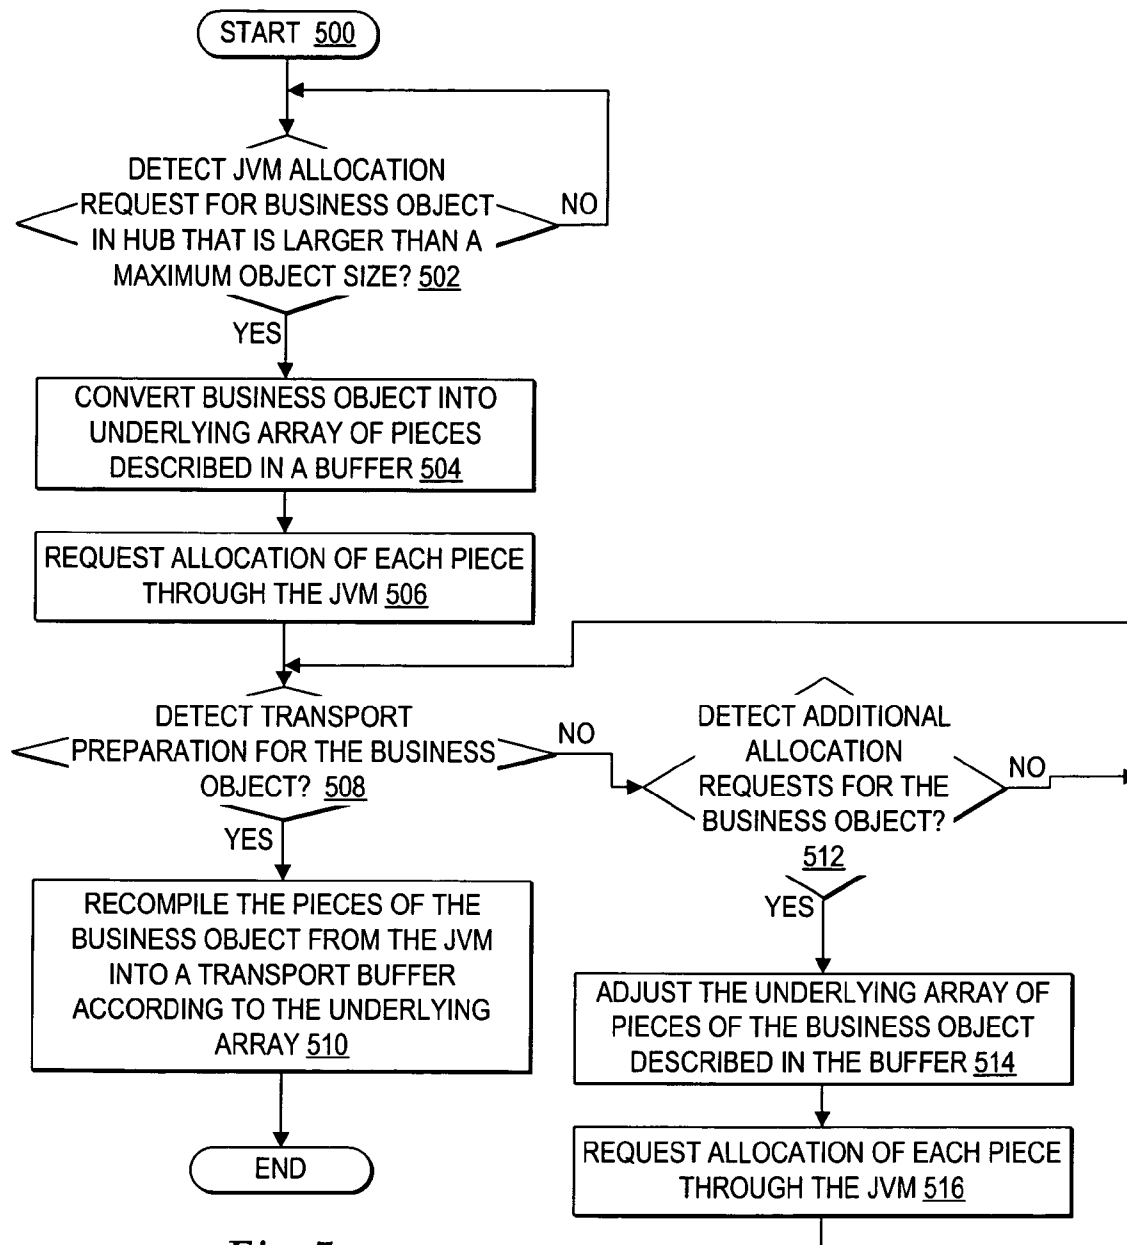 START 500
DETECT JVM ALLOCATION
REQUEST FOR BUSINESS OBJECT
IN HUB THAT IS LARGER THAN A
MAXIMUM OBJECT SIZE? 502
NO
YES
CONVERT BUSINESS OBJECT INTO
UNDERLYING ARRAY OF PIECES
DESCRIBED IN A BUFFER 504
REQUEST ALLOCATION OF EACH PIECE
THROUGH THE JVM 506
DETECT TRANSPORT
PREPARATION FOR THE BUSINESS
OBJECT? 508
NO
YES
DETECT ADDITIONAL
ALLOCATION
REQUESTS FOR THE
BUSINESS OBJECT?
512
NO
YES
RECOMPILE THE PIECES OF THE
BUSINESS OBJECT FROM THE JVM
INTO A TRANSPORT BUFFER
ACCORDING TO THE UNDERLYING
ARRAY 510
ADJUST THE UNDERLYING ARRAY OF
PIECES OF THE BUSINESS OBJECT
DESCRIBED IN THE BUFFER 514
END
REQUEST ALLOCATION OF EACH PIECE
THROUGH THE JVM 516